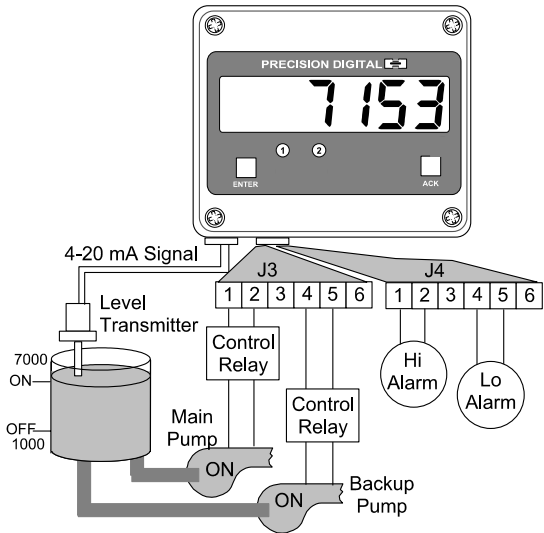 PRECISION DIGITAL
7153
1 2
ENTER ACK
4-20 mA Signal
J3 J4
1 2 3 4 5 6 1 2 3 4 5 6
Level
Transmitter
Control
Relay
Hi
Alarm
Lo
Alarm
7000
ON
OFF
1000
Control
Relay
Main
Pump
ON
ON
Backup
Pump